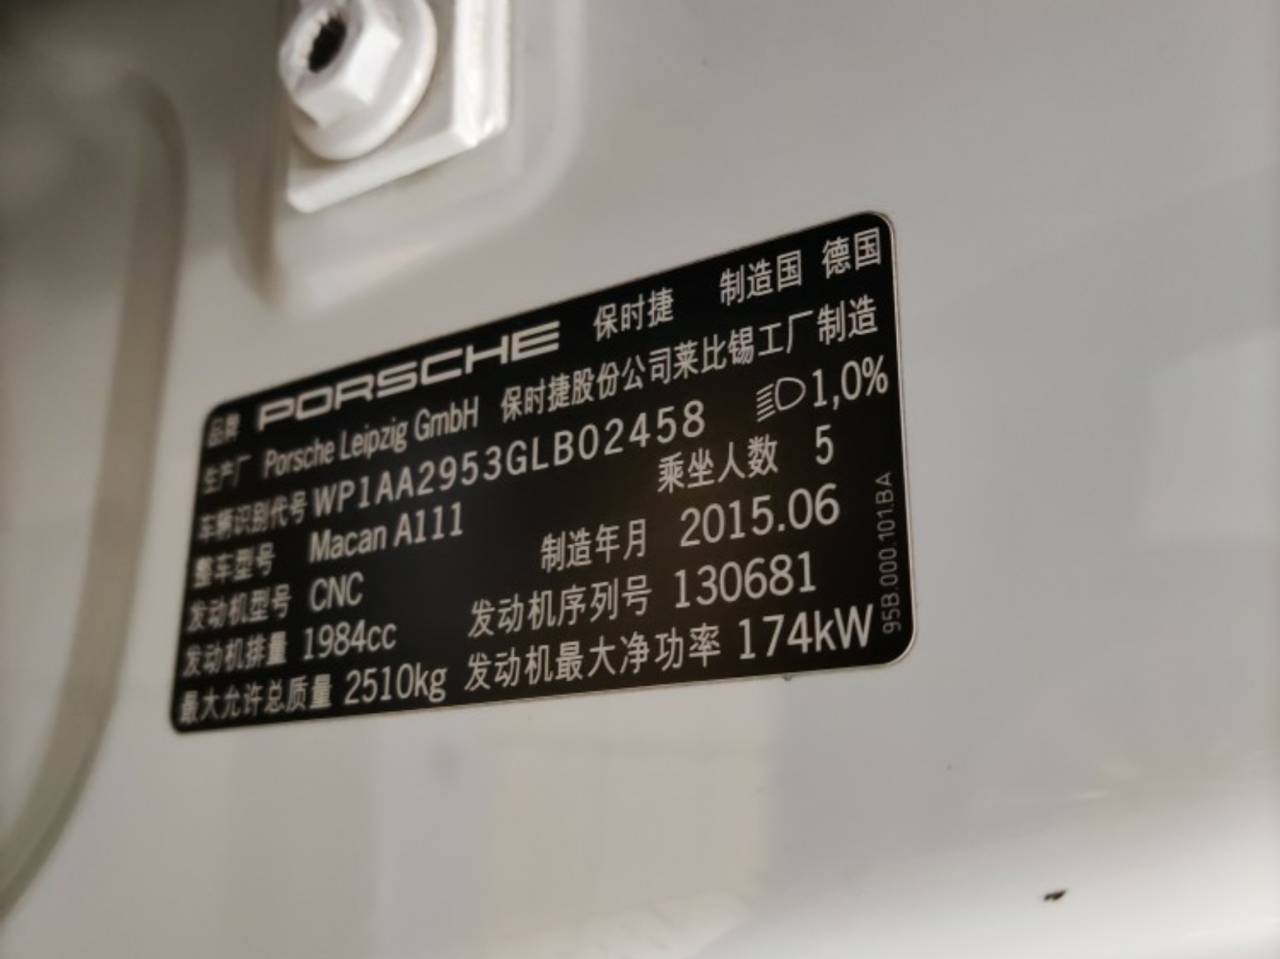 品牌 PORSCHE 保时捷 制造国 德国
生产厂 Porsche Leipzig GmbH 保时捷股份公司莱比锡工厂制造
车辆识别代号 WP1AA2953GLB02458 1,0%
整车型号 Macan A111 乘坐人数 5
发动机型号 CNC 制造年月 2015.06
发动机排量 1984cc 发动机序列号 130681
最大允许总质量 2510kg 发动机最大净功率 174kW
95B.000.101.BA